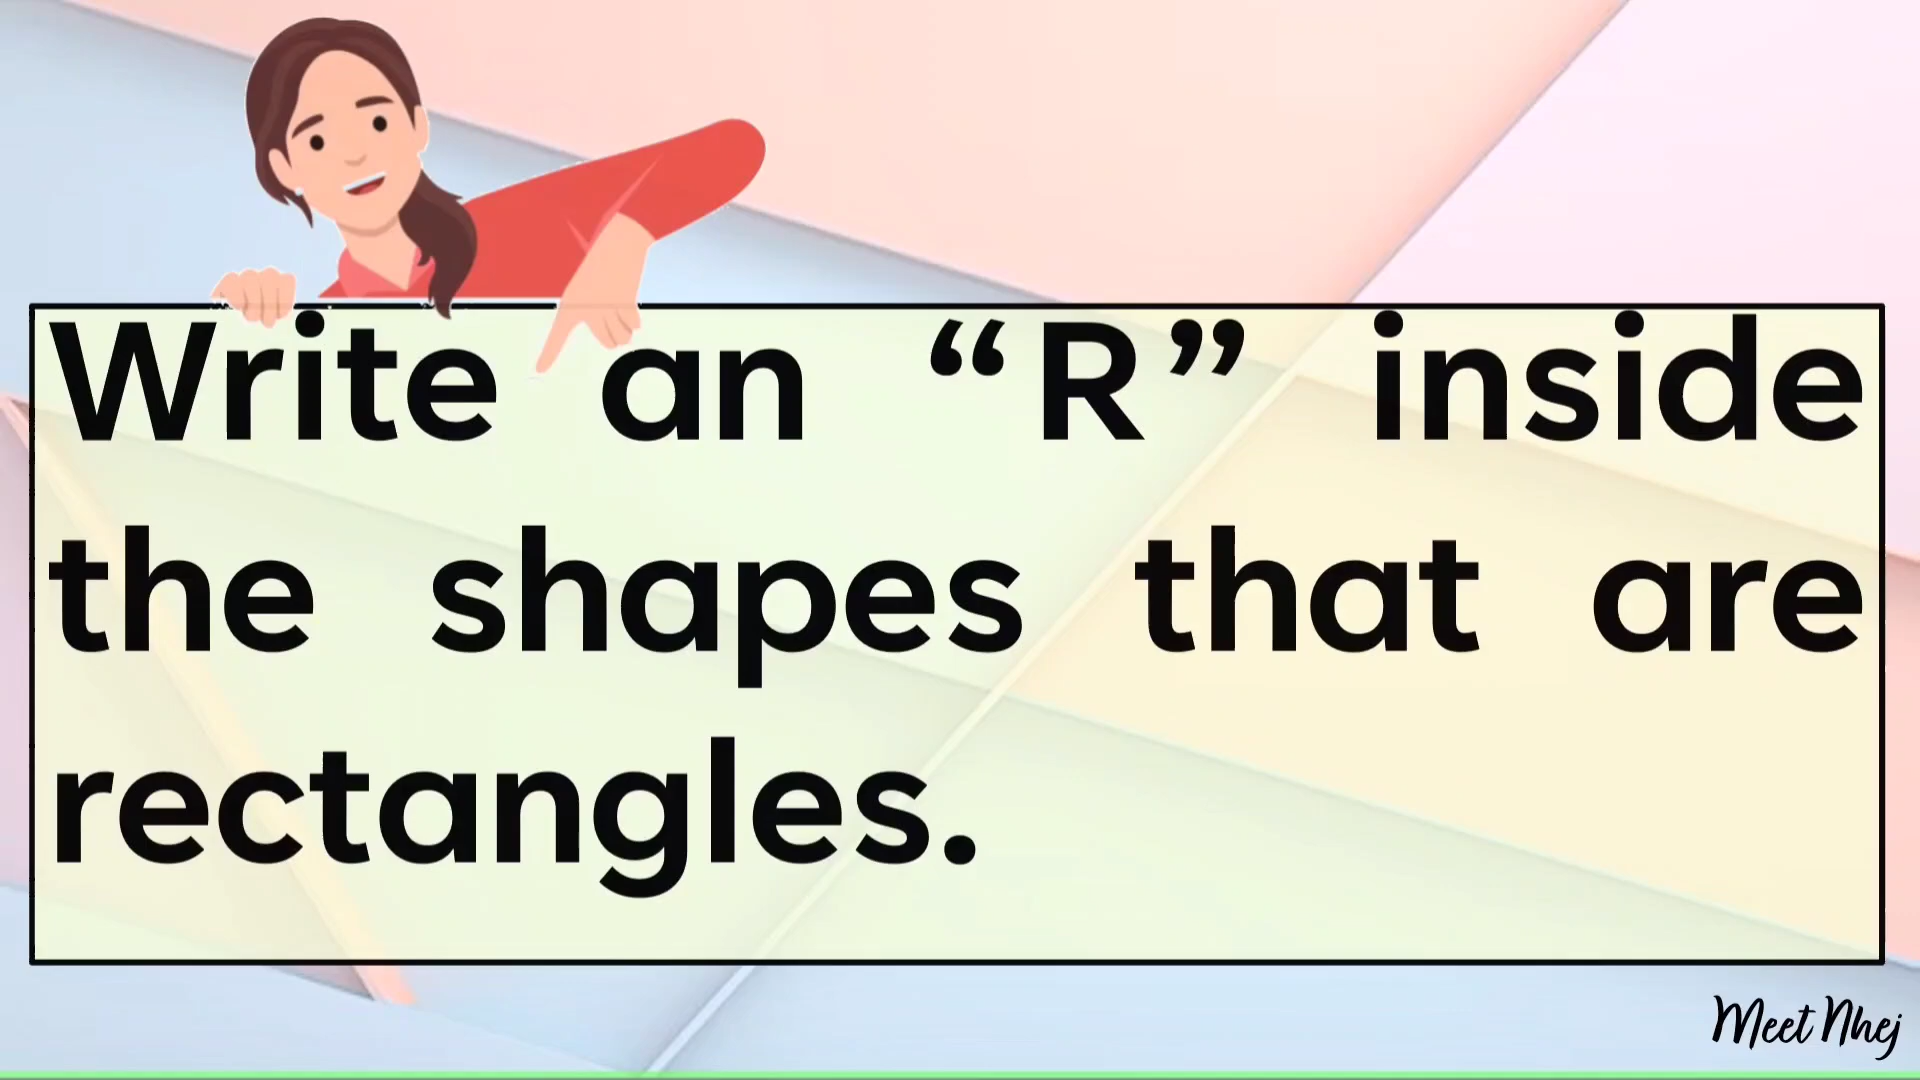 Write an “R” inside
the shapes that are
rectangles.
Meet Nhej